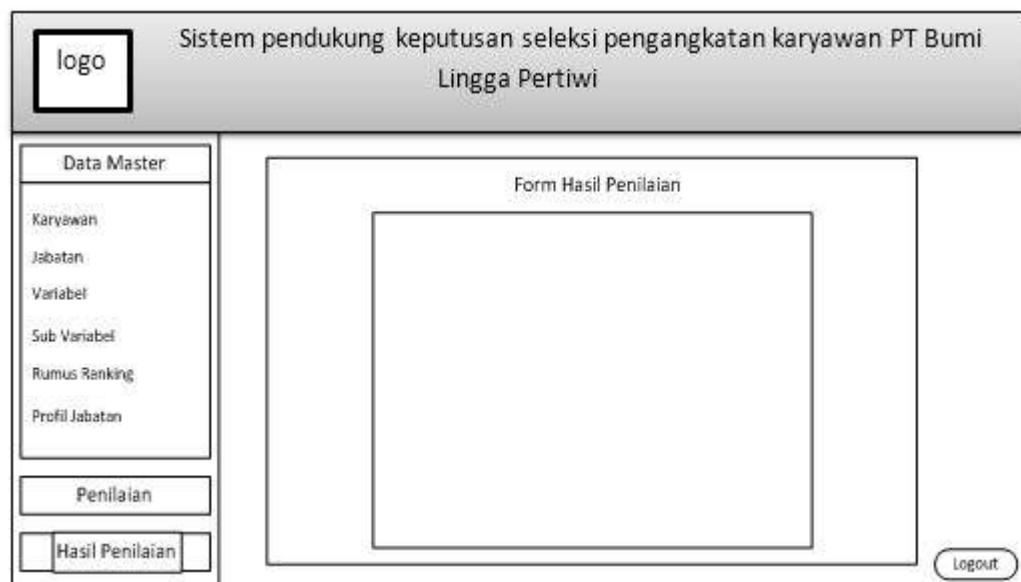 logo
Sistem pendukung keputusan seleksi pengangkatan karyawan PT Bumi
Lingga Pertiwi
Data Master
Karyawan
Jabatan
Variabel
Sub Variabel
Rumus Ranking
Profil Jabatan
Penilaian
Hasil Penilaian
Form Hasil Penilaian
Logout